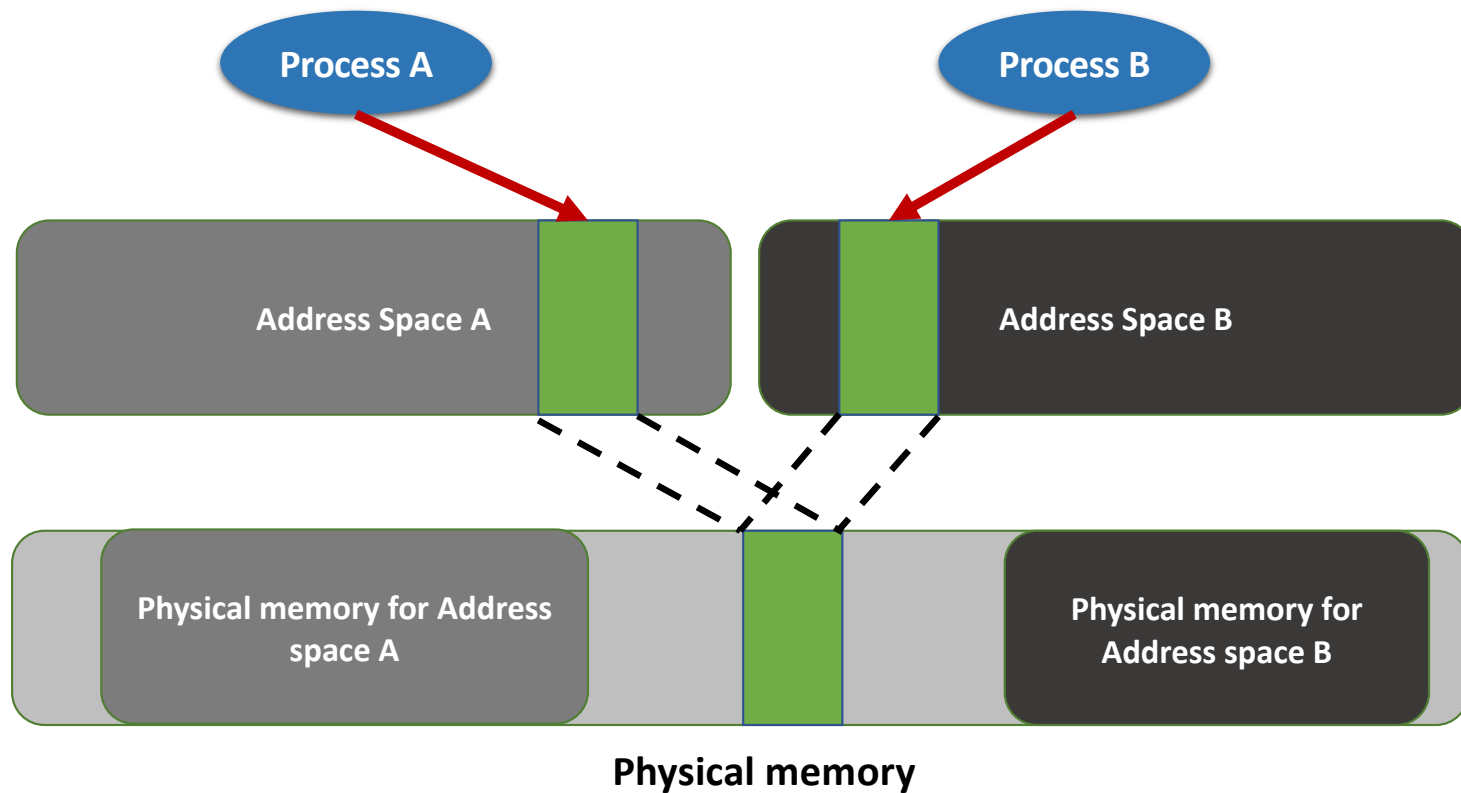 Process A
Process B
Address Space A
Address Space B
Physical memory for Address
space A
Physical memory for
Address space B
Physical memory